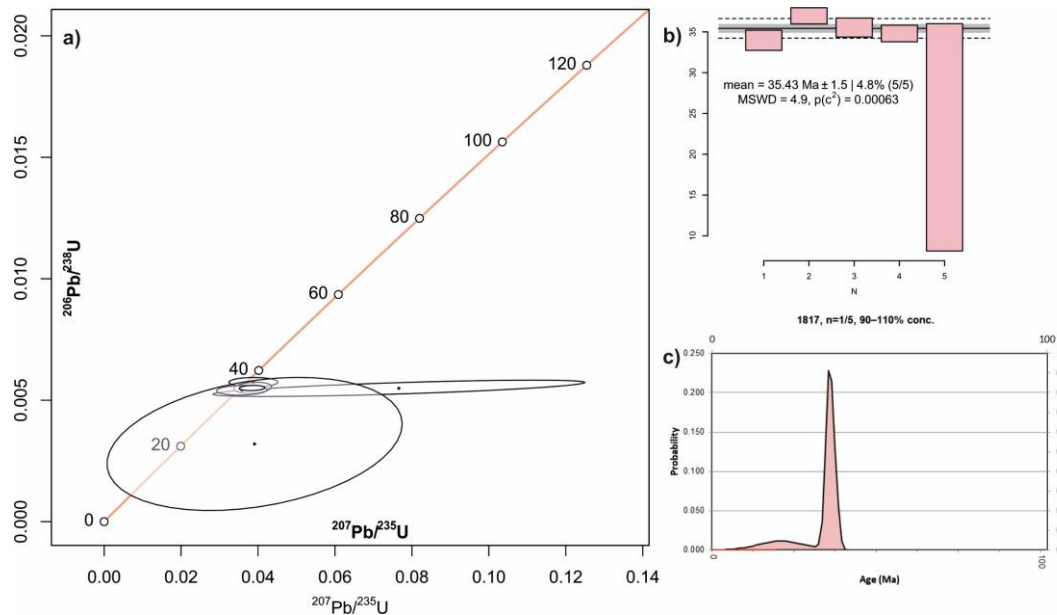 a)
0.020
0.015
0.010
0.005
0.000
206Pb/238U
120
100
80
60
40
20
0
207Pb/235U
0.00 0.02 0.04 0.06 0.08 0.10 0.12 0.14
207Pb/235U
b)
35
30
25
20
15
10
mean = 35.43 Ma ± 1.5 | 4.8% (5/5)
MSWD = 4.9, p(c2) = 0.00063
1 2 3 4 5
N
1817, n=1/5, 90–110% conc.
c)
0 100
0.250
0.200
0.150
0.100
0.050
0.000
Probability
0 100
Age (Ma)